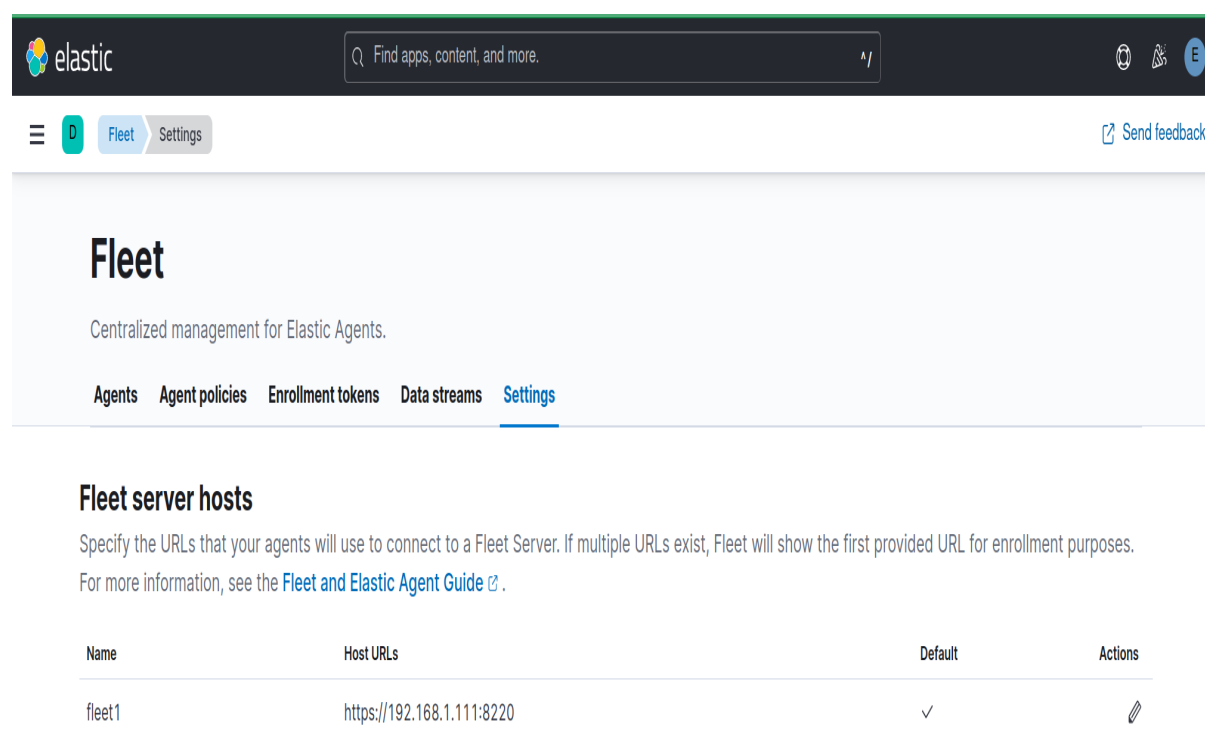 elastic
Find apps, content, and more.
^/
E
D
Fleet
Settings
Send feedback
Fleet
Centralized management for Elastic Agents.
Agents Agent policies Enrollment tokens Data streams Settings
Fleet server hosts
Specify the URLs that your agents will use to connect to a Fleet Server. If multiple URLs exist, Fleet will show the first provided URL for enrollment purposes.
For more information, see the Fleet and Elastic Agent Guide .
Name Host URLs Default Actions
fleet1 https://192.168.1.111:8220